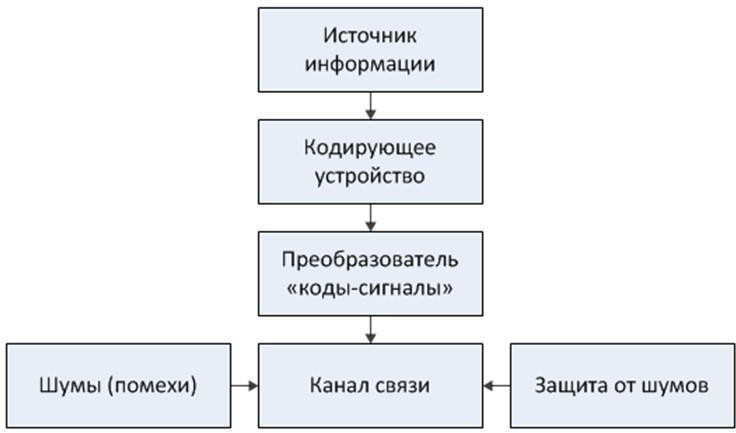 Источник
информации
Кодирующее
устройство
Преобразователь
«коды-сигналы»
Шумы (помехи)
Канал связи
Защита от шумов